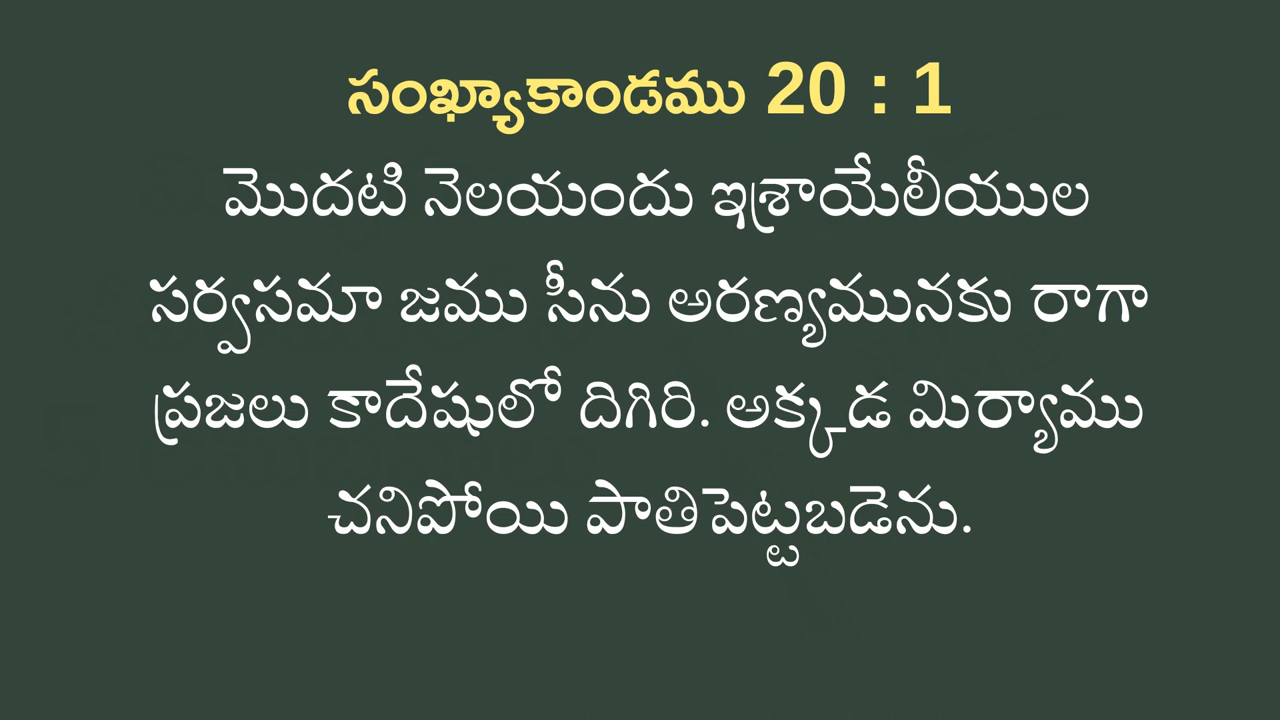 సంఖ్యాకాండము 20 : 1
మొదటి నెలయందు ఇశ్రాయేలీయుల
సర్వసమా జము సీను అరణ్యమునకు రాగా
ప్రజలు కాదేషులో దిగిరి. అక్కడ మిర్యాము
చనిపోయి పాతిపెట్టబడెను.